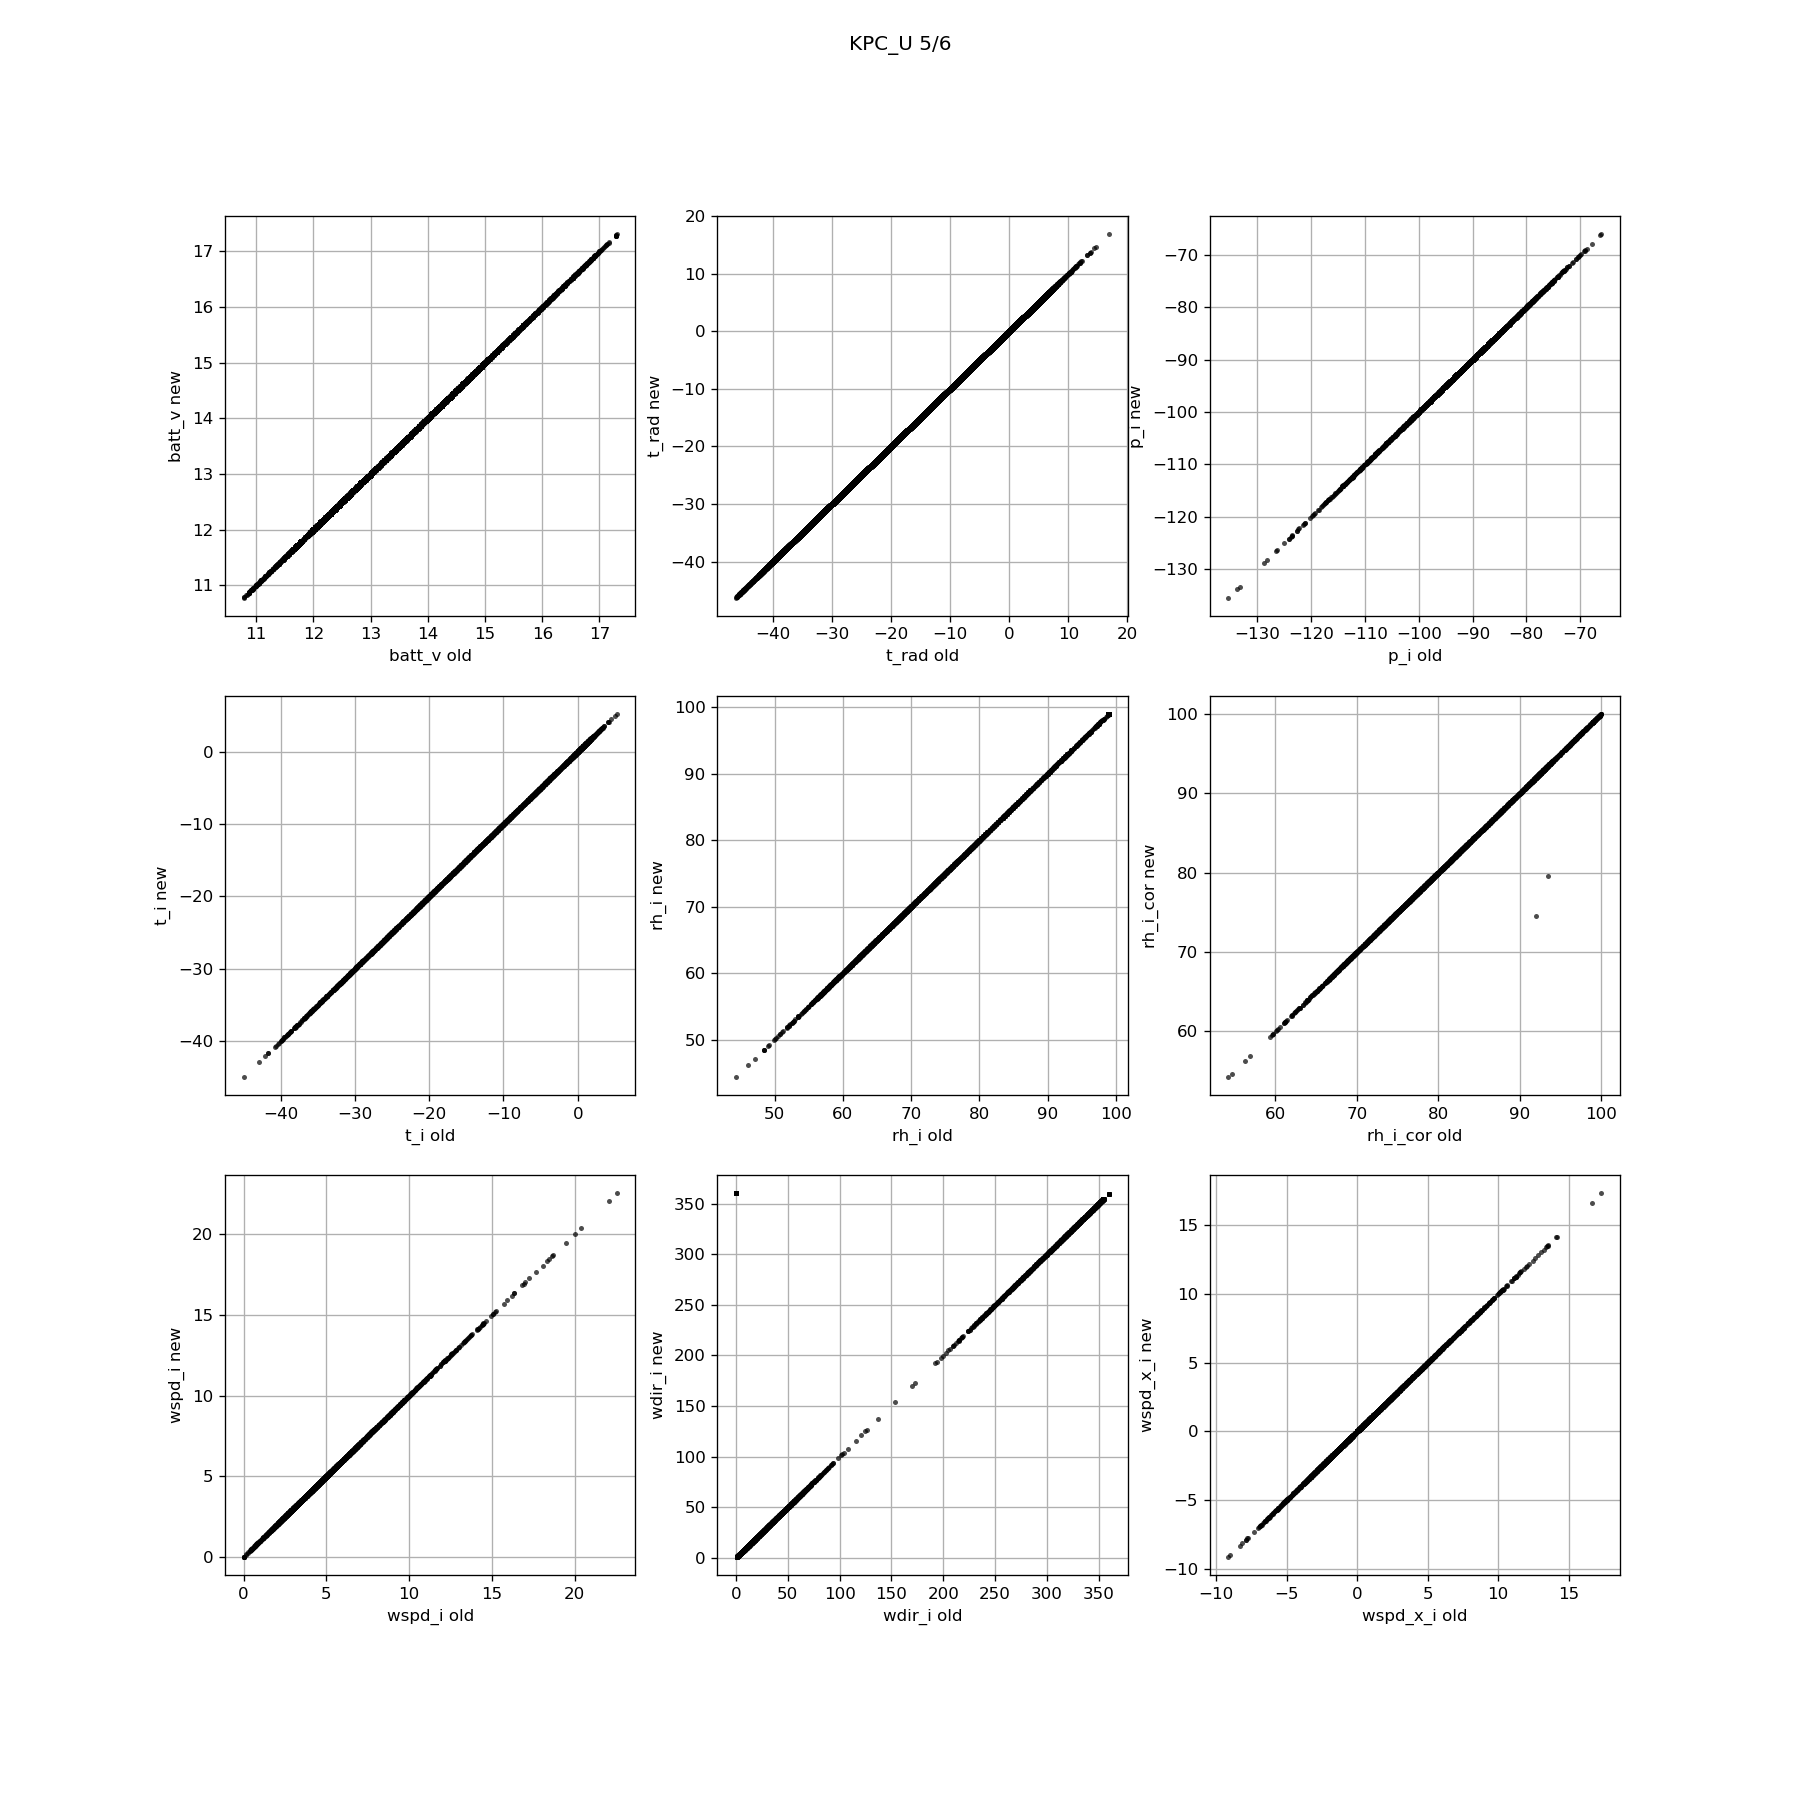 KPC_U 5/6
17
16
15
14
13
12
11
batt_v new
11 12 13 14 15 16 17
batt_v old
20
10
0
−10
−20
−30
−40
t_rad new
−40 −30 −20 −10 0 10 20
t_rad old
−70
−80
−90
−100
−110
−120
−130
p_i new
−130 −120 −110 −100 −90 −80 −70
p_i old
0
−10
−20
−30
−40
t_i new
−40 −30 −20 −10 0
t_i old
100
90
80
70
60
50
rh_i new
50 60 70 80 90 100
rh_i old
100
90
80
70
60
rh_i_cor new
60 70 80 90 100
rh_i_cor old
20
15
10
5
0
wspd_i new
0 5 10 15 20
wspd_i old
350
300
250
200
150
100
50
0
wdir_i new
0 50 100 150 200 250 300 350
wdir_i old
15
10
5
0
−5
−10
wspd_x_i new
−10 −5 0 5 10 15
wspd_x_i old